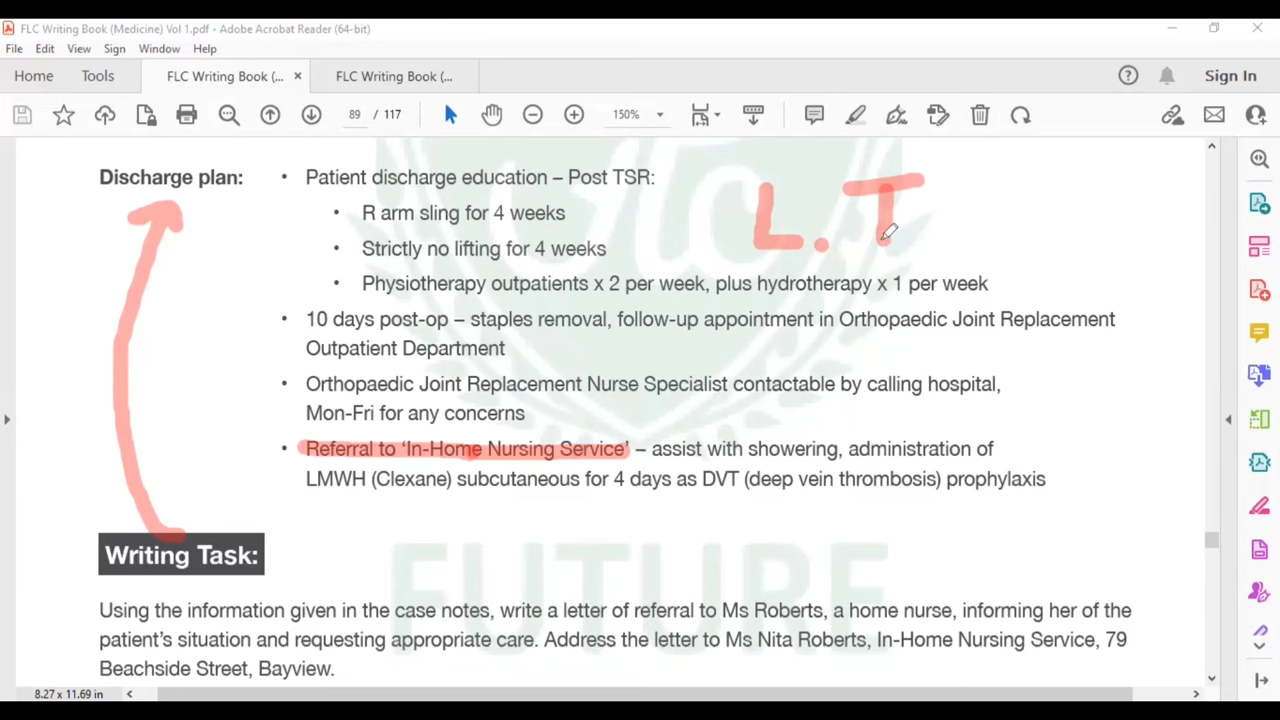 FLC Writing Book (Medicine) Vol 1.pdf - Adobe Acrobat Reader (64-bit)
File Edit View Sign Window Help
Home Tools FLC Writing Book (... × FLC Writing Book (... Sign In
89 / 117 150%
Discharge plan: • Patient discharge education – Post TSR:
• R arm sling for 4 weeks
L.T
• Strictly no lifting for 4 weeks
• Physiotherapy outpatients x 2 per week, plus hydrotherapy x 1 per week
• 10 days post-op – staples removal, follow-up appointment in Orthopaedic Joint Replacement
Outpatient Department
• Orthopaedic Joint Replacement Nurse Specialist contactable by calling hospital,
Mon-Fri for any concerns
• Referral to ‘In-Home Nursing Service’ – assist with showering, administration of
LMWH (Clexane) subcutaneous for 4 days as DVT (deep vein thrombosis) prophylaxis
FUTURE
Writing Task:
Using the information given in the case notes, write a letter of referral to Ms Roberts, a home nurse, informing her of the
patient’s situation and requesting appropriate care. Address the letter to Ms Nita Roberts, In-Home Nursing Service, 79
Beachside Street, Bayview.
8.27 x 11.69 in